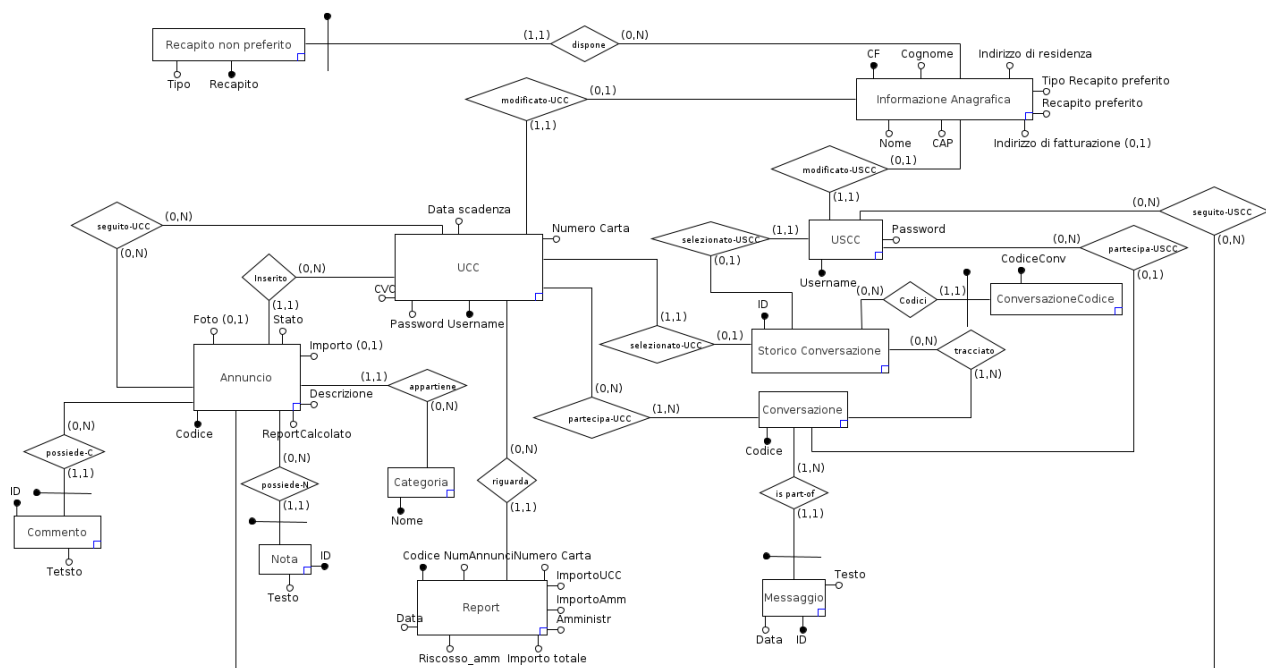 Recapito non preferito
Tipo
Recapito
(1,1)
dispone
(0,N)
CF
Cognome
Indirizzo di residenza
Informazione Anagrafica
Tipo Recapito preferito
Recapito preferito
Nome
CAP
Indirizzo di fatturazione (0,1)
modificato-UCC
(0,1)
(1,1)
(0,1)
modificato-USCC
(1,1)
seguito-UCC
(0,N)
(0,N)
Data scadenza
Numero Carta
UCC
CVC
Password
Username
Inserito
(0,N)
(1,1)
selezionato-USCC
(1,1)
(0,1)
USCC
Password
Username
(0,N)
seguito-USCC
(0,N)
(0,N)
partecipa-USCC
(0,1)
CodiceConv
ConversazioneCodice
(0,N)
Codici
(1,1)
ID
Storico Conversazione
(0,N)
tracciato
(1,N)
(1,1)
selezionato-UCC
(0,1)
Foto (0,1)
Stato
Importo (0,1)
Annuncio
Descrizione
Codice
ReportCalcolato
(1,1)
appartiene
(0,N)
Categoria
Nome
(0,N)
partecipa-UCC
(1,N)
Conversazione
Codice
(0,N)
possiede-C
(1,1)
ID
Commento
Tetsto
(0,N)
possiede-N
(1,1)
Nota
ID
Testo
(0,N)
riguarda
(1,1)
Codice
NumAnnunci
Numero Carta
ImportoUCC
ImportoAmm
Amministr
Report
Data
Riscosso_amm
Importo totale
(1,N)
is part-of
(1,1)
Testo
Messaggio
Data
ID